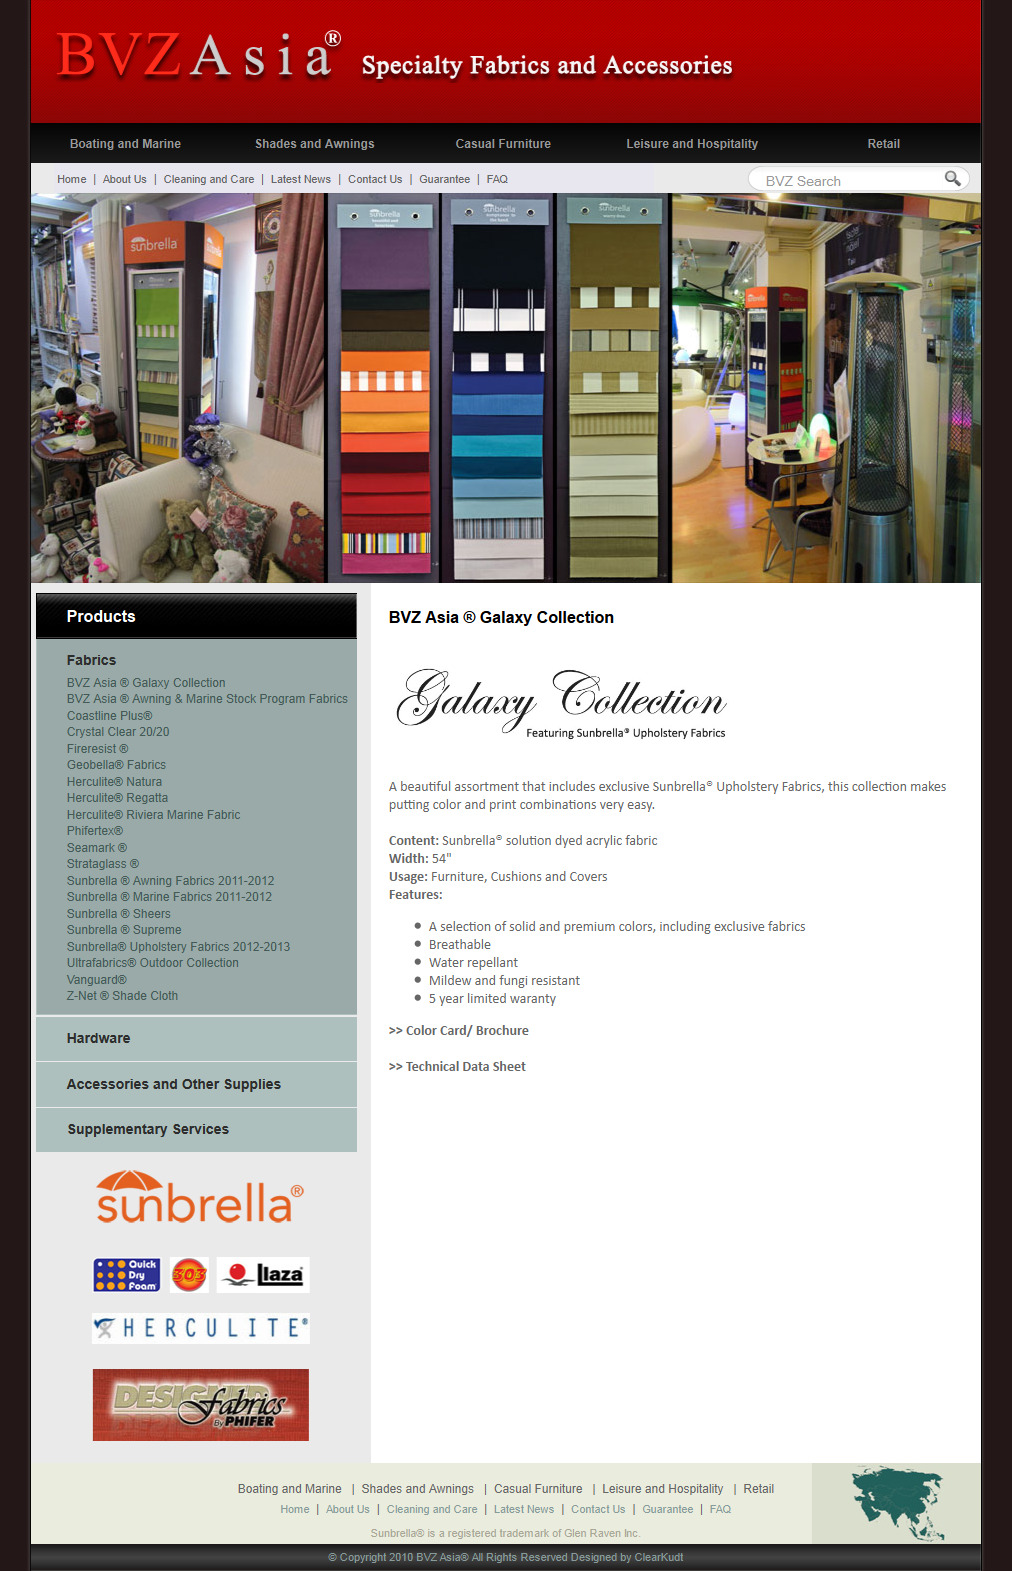 BVZ Asia®
Specialty Fabrics and Accessories
Boating and Marine
Shades and Awnings
Casual Furniture
Leisure and Hospitality
Retail
Home | About Us | Cleaning and Care | Latest News | Contact Us | Guarantee | FAQ
BVZ Search
sunbrella
sunbrella
sunbrella
sunbrella
sunbrella
Products
Fabrics
BVZ Asia ® Galaxy Collection
BVZ Asia ® Awning & Marine Stock Program Fabrics
Coastline Plus®
Crystal Clear 20/20
Fireresist ®
Geobella® Fabrics
Herculite® Natura
Herculite® Regatta
Herculite® Riviera Marine Fabric
Phifertex®
Seamark ®
Strataglass ®
Sunbrella ® Awning Fabrics 2011-2012
Sunbrella ® Marine Fabrics 2011-2012
Sunbrella ® Sheers
Sunbrella ® Supreme
Sunbrella® Upholstery Fabrics 2012-2013
Ultrafabrics® Outdoor Collection
Vanguard®
Z-Net ® Shade Cloth
Hardware
Accessories and Other Supplies
Supplementary Services
sunbrella®
Quick
Dry
Foam
303
llaza
HERCULITE®
DESIGNER
Fabrics
By PHIFER
BVZ Asia ® Galaxy Collection
Galaxy Collection
Featuring Sunbrella® Upholstery Fabrics
A beautiful assortment that includes exclusive Sunbrella® Upholstery Fabrics, this collection makes
putting color and print combinations very easy.
Content: Sunbrella® solution dyed acrylic fabric
Width: 54"
Usage: Furniture, Cushions and Covers
Features:
A selection of solid and premium colors, including exclusive fabrics
Breathable
Water repellant
Mildew and fungi resistant
5 year limited waranty
>> Color Card/ Brochure
>> Technical Data Sheet
Boating and Marine | Shades and Awnings | Casual Furniture | Leisure and Hospitality | Retail
Home | About Us | Cleaning and Care | Latest News | Contact Us | Guarantee | FAQ
Sunbrella® is a registered trademark of Glen Raven Inc.
© Copyright 2010 BVZ Asia® All Rights Reserved Designed by ClearKudt